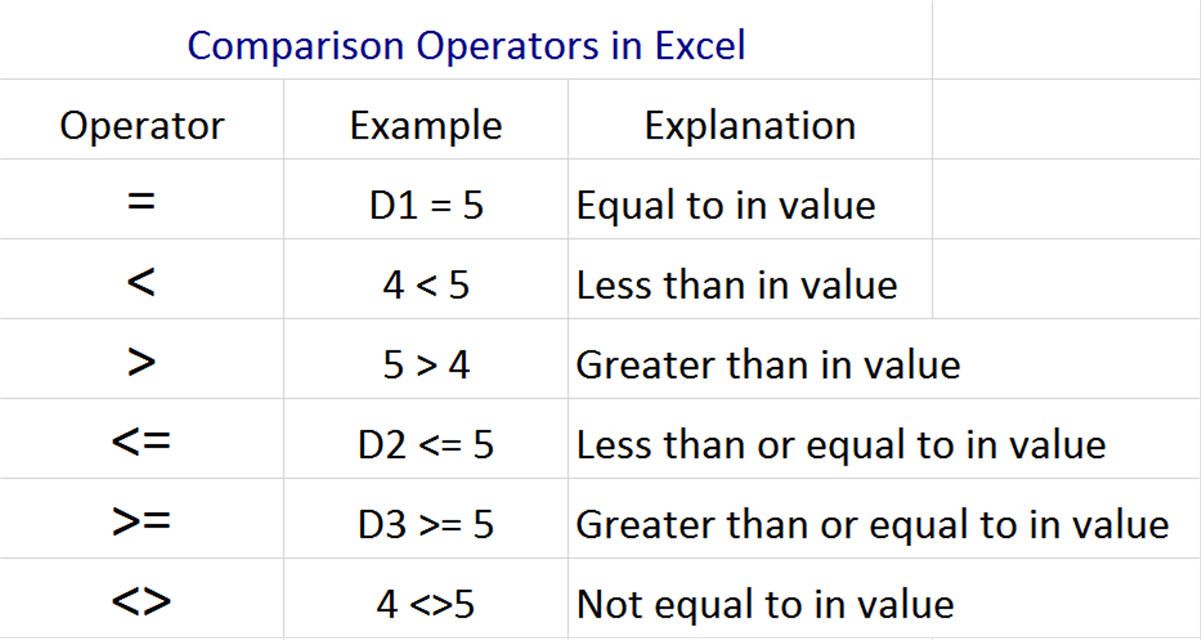 Comparison Operators in Excel
Operator Example Explanation
= D1 = 5 Equal to in value
< 4 < 5 Less than in value
> 5 > 4 Greater than in value
<= D2 <= 5 Less than or equal to in value
>= D3 >= 5 Greater than or equal to in value
<> 4 <>5 Not equal to in value